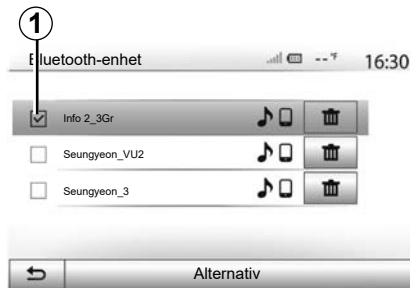 1
Bluetooth-enhet
--°F
16:30
Info 2_3Gr
Seungyeon_VU2
Seungyeon_3
Alternativ